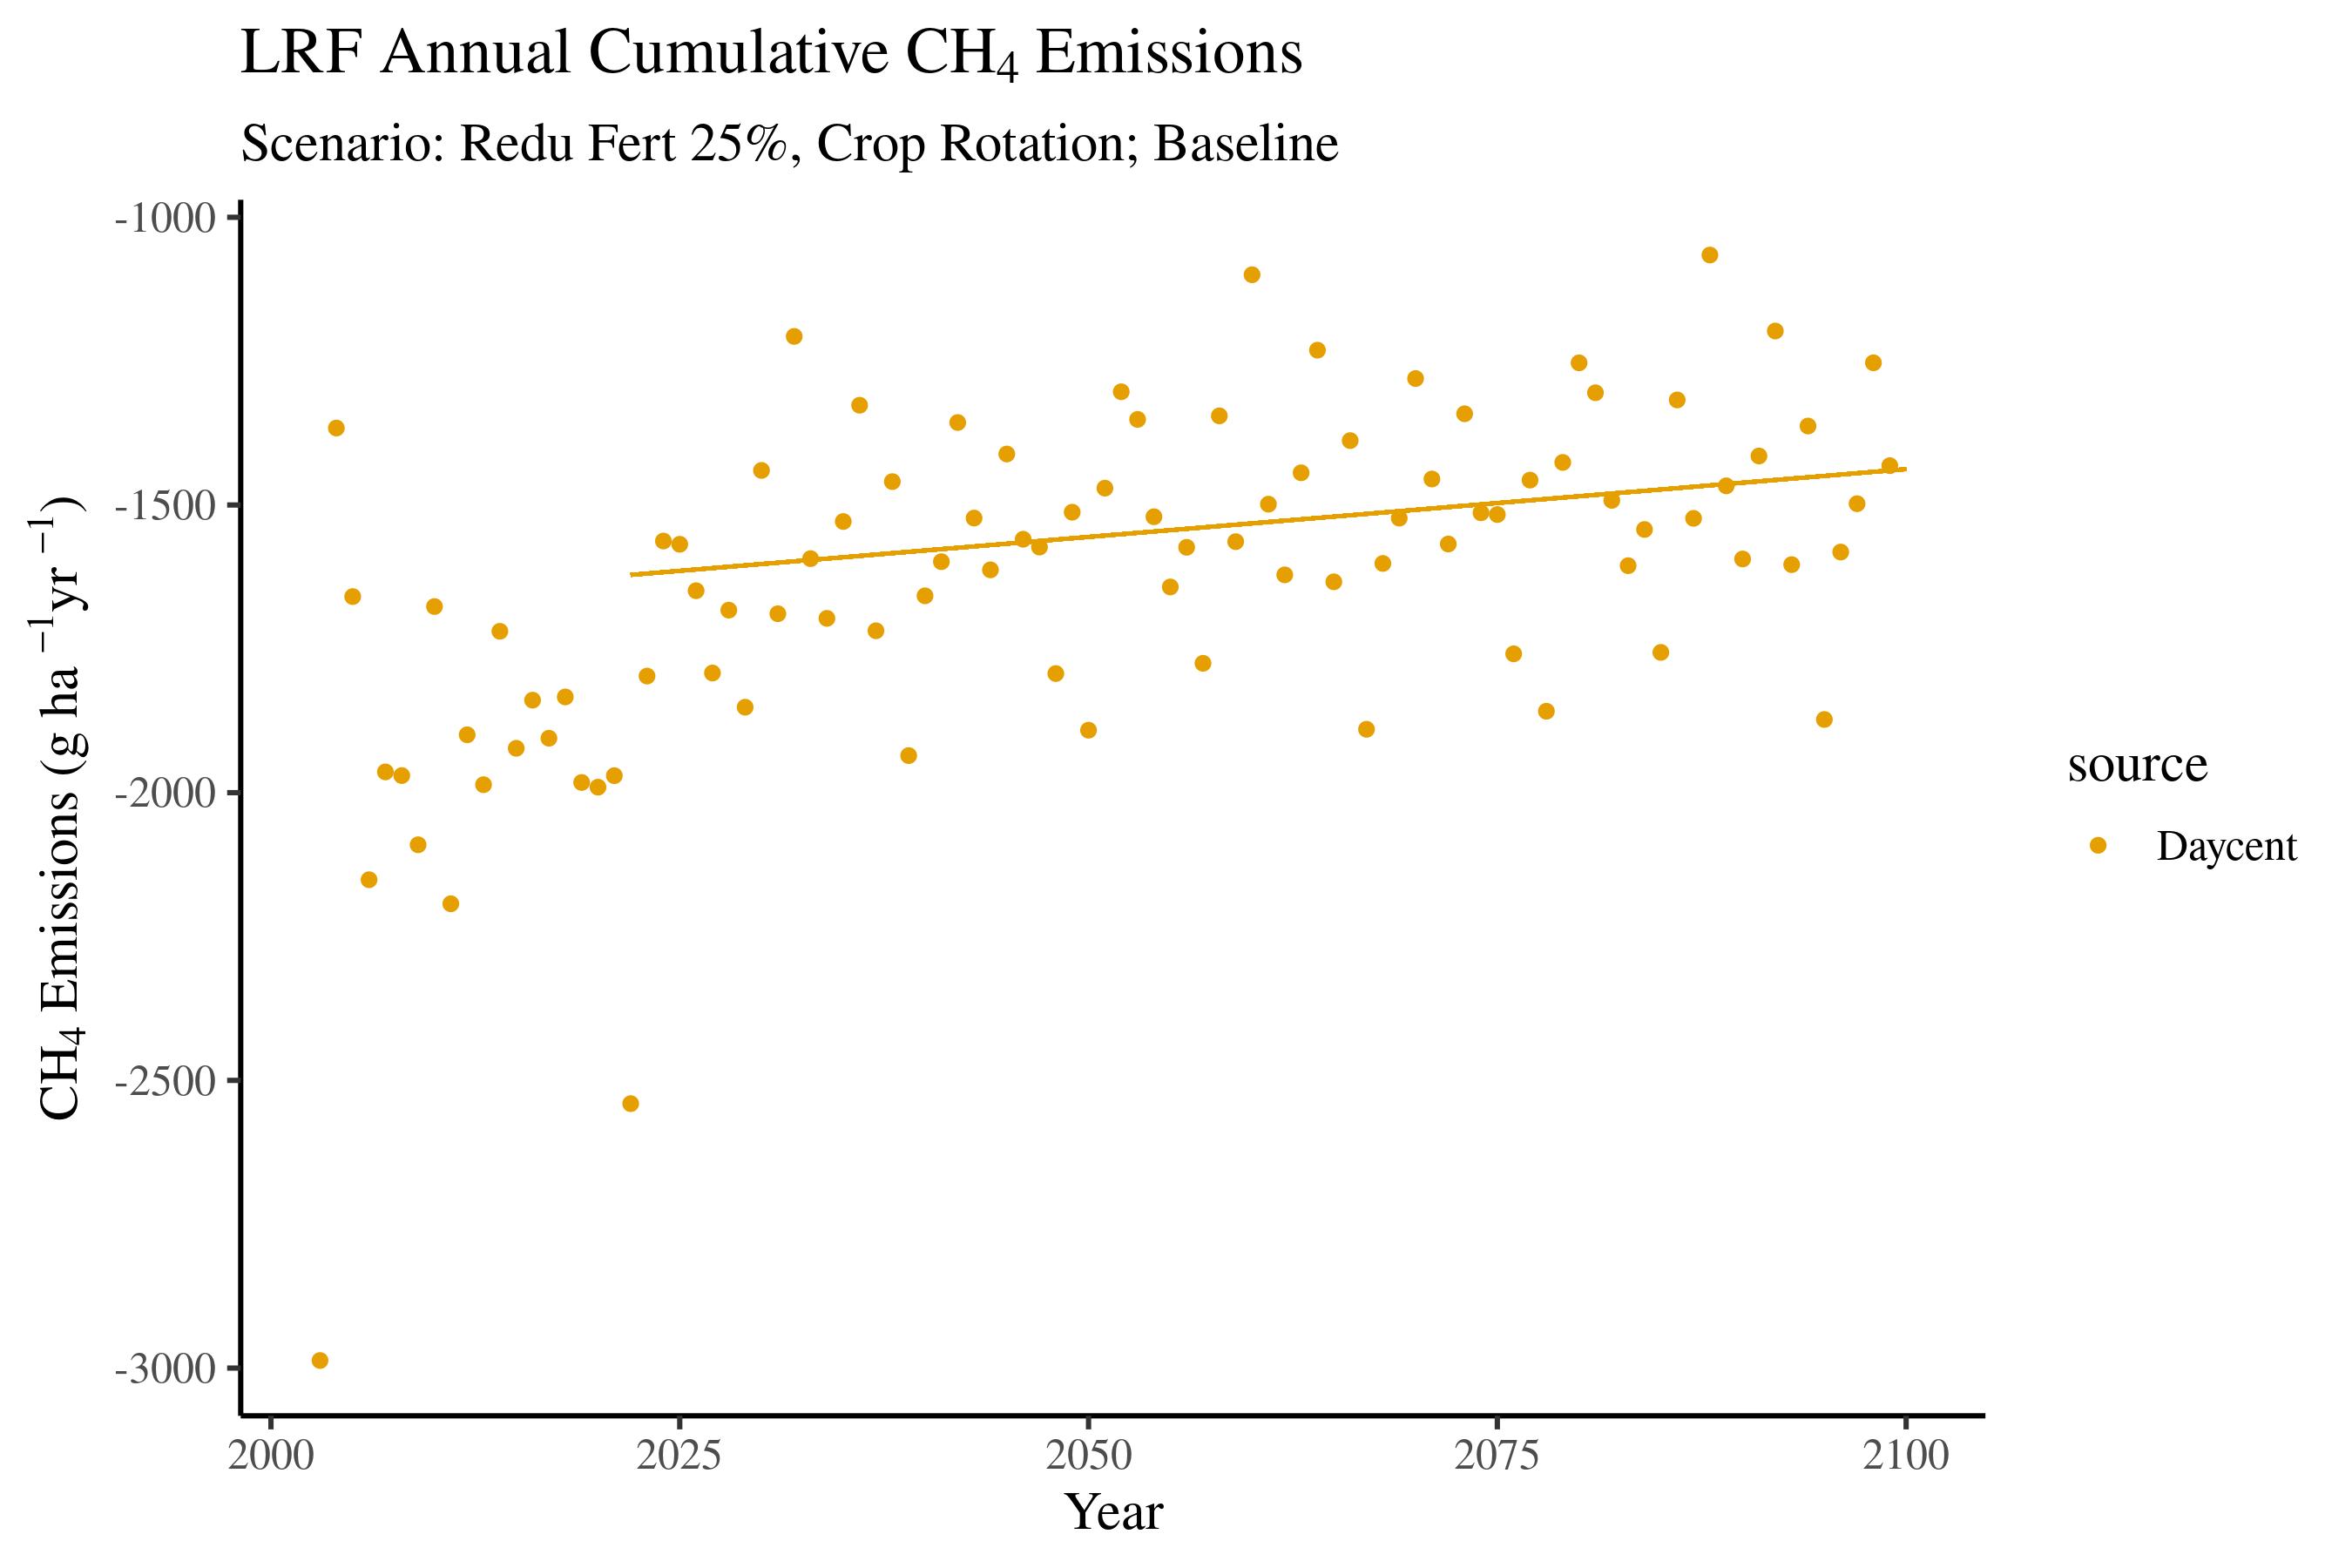 LRF Annual Cumulative CH₄ Emissions
Scenario: Redu Fert 25%, Crop Rotation; Baseline
CH₄ Emissions (g ha ⁻¹yr ⁻¹)
-1000
-1500
-2000
-2500
-3000
2000 2025 2050 2075 2100
Year
source
Daycent